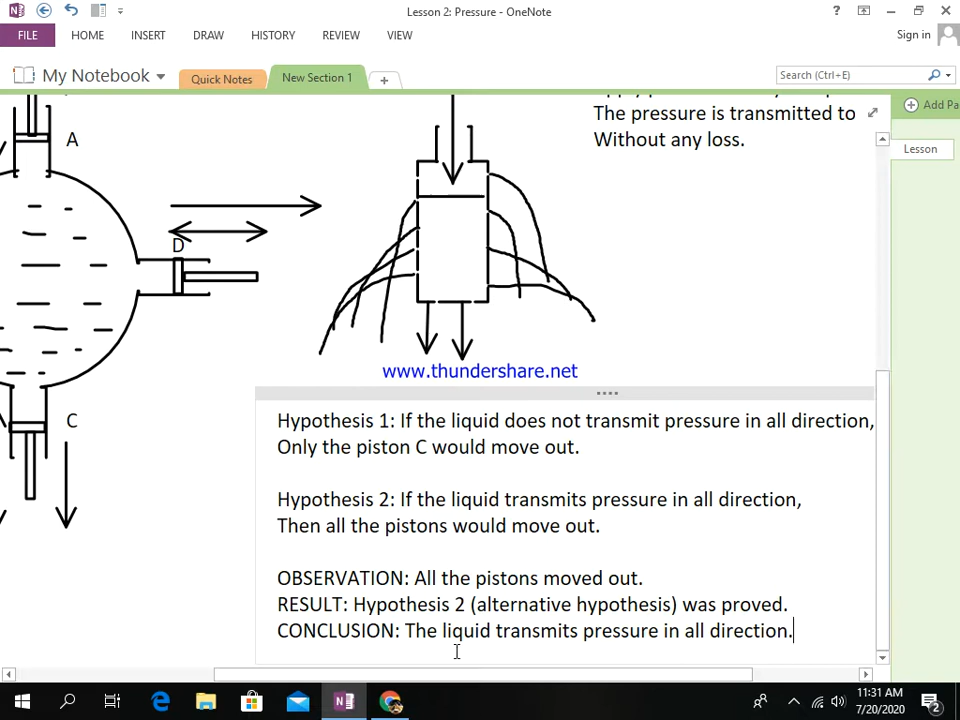 Lesson 2: Pressure - OneNote
?
FILE HOME INSERT DRAW HISTORY REVIEW VIEW
Sign in
My Notebook
Quick Notes
New Section 1
+
Search (Ctrl+E)
Add Pa
Lesson
The pressure is transmitted to
Without any loss.
A
D
C
www.thundershare.net
Hypothesis 1: If the liquid does not transmit pressure in all direction,
Only the piston C would move out.
Hypothesis 2: If the liquid transmits pressure in all direction,
Then all the pistons would move out.
OBSERVATION: All the pistons moved out.
RESULT: Hypothesis 2 (alternative hypothesis) was proved.
CONCLUSION: The liquid transmits pressure in all direction.
11:31 AM
7/20/2020
2